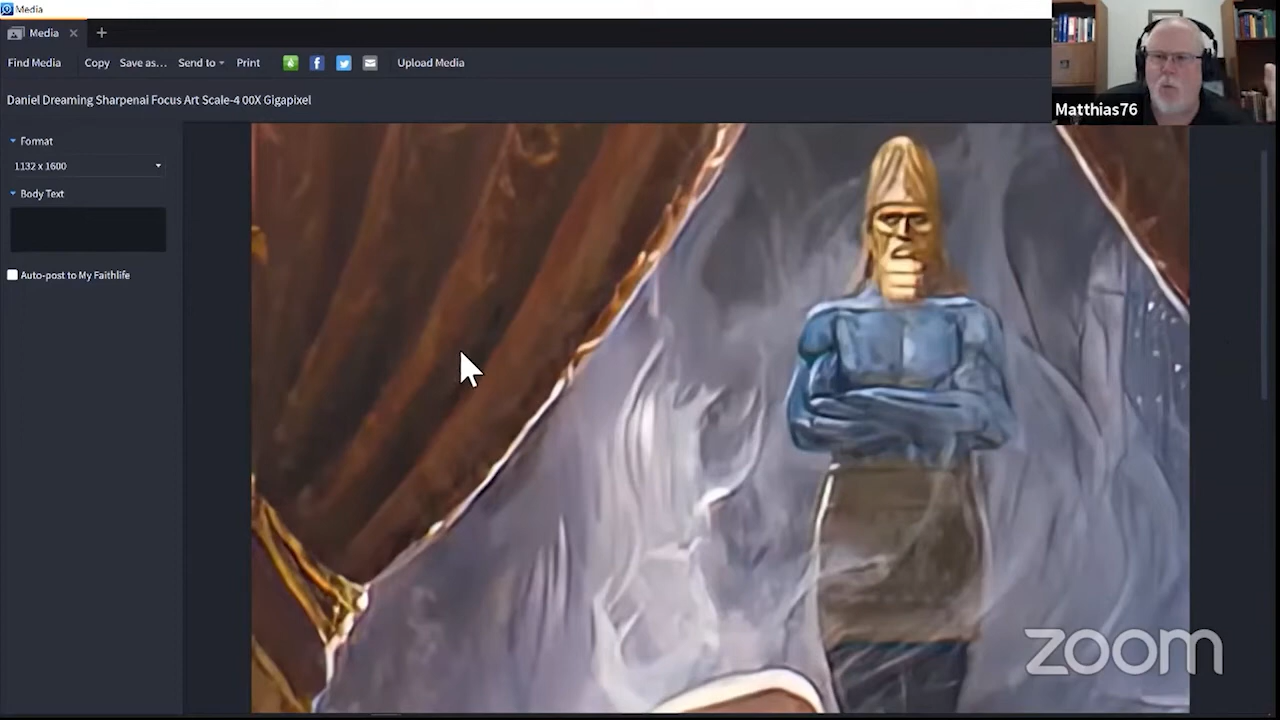 Media
Media
Find Media Copy Save as... Send to Print Upload Media
Matthias76
Daniel Dreaming Sharpenai Focus Art Scale-4 00X Gigapixel
Format
1132 x 1600
Body Text
Auto-post to My Faithlife
zoom